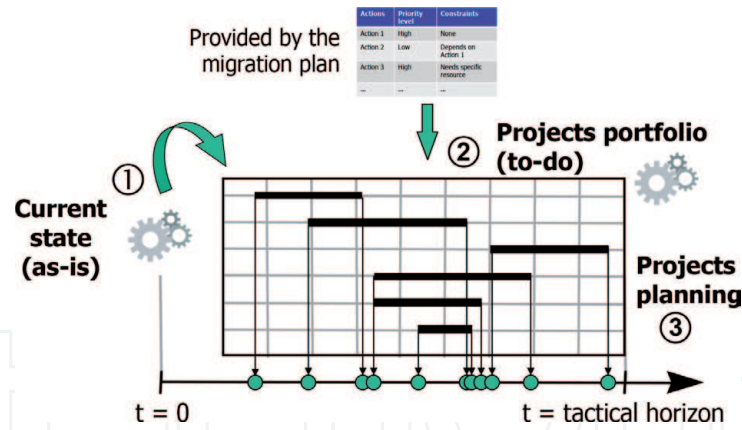 Actions Priority level Constraints
Action 1 High None
Action 2 Low Depends on Action 1
Action 3 High Needs specific resource
... ... ...
Provided by the
migration plan
②
Projects portfolio
(to-do)
①
Current
state
(as-is)
Projects
planning
③
t = 0
t = tactical horizon